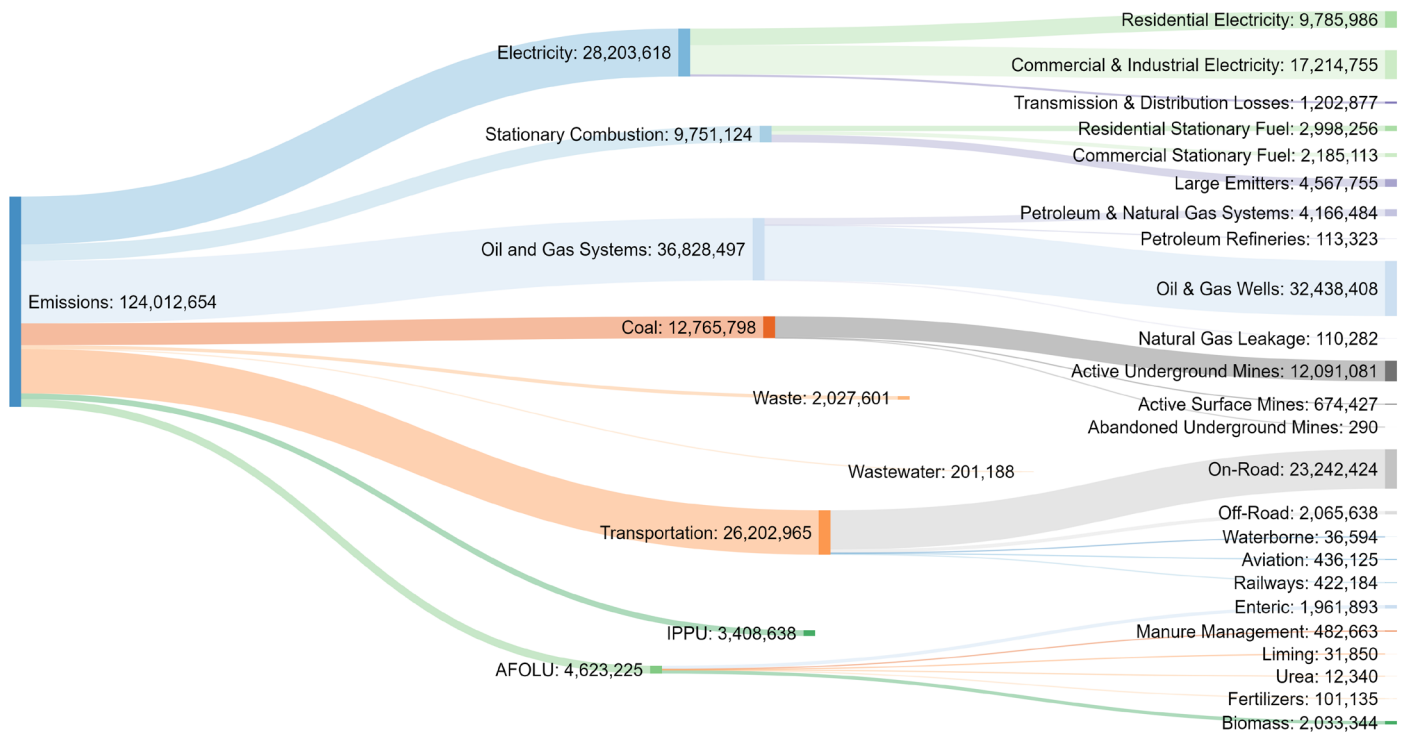 Residential Electricity: 9,785,986
Electricity: 28,203,618
Commercial & Industrial Electricity: 17,214,755
Transmission & Distribution Losses: 1,202,877
Stationary Combustion: 9,751,124
Residential Stationary Fuel: 2,998,256
Commercial Stationary Fuel: 2,185,113
Large Emitters: 4,567,755
Petroleum & Natural Gas Systems: 4,166,484
Petroleum Refineries: 113,323
Oil and Gas Systems: 36,828,497
Oil & Gas Wells: 32,438,408
Emissions: 124,012,654
Coal: 12,765,798
Natural Gas Leakage: 110,282
Active Underground Mines: 12,091,081
Waste: 2,027,601
Active Surface Mines: 674,427
Abandoned Underground Mines: 290
Wastewater: 201,188
On-Road: 23,242,424
Off-Road: 2,065,638
Transportation: 26,202,965
Waterborne: 36,594
Aviation: 436,125
Railways: 422,184
Enteric: 1,961,893
IPPU: 3,408,638
Manure Management: 482,663
Liming: 31,850
AFOLU: 4,623,225
Urea: 12,340
Fertilizers: 101,135
Biomass: 2,033,344